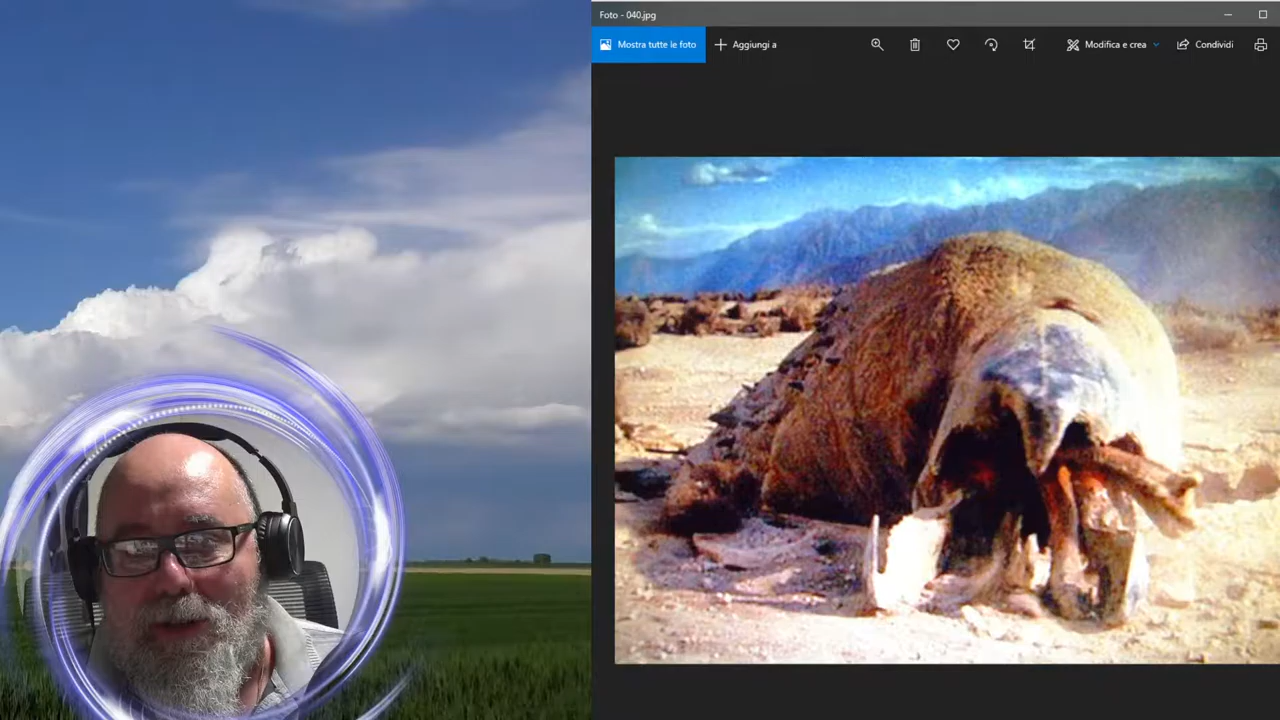 Foto - 040.jpg
Mostra tutte le foto
Aggiungi a
Modifica e crea
Condividi